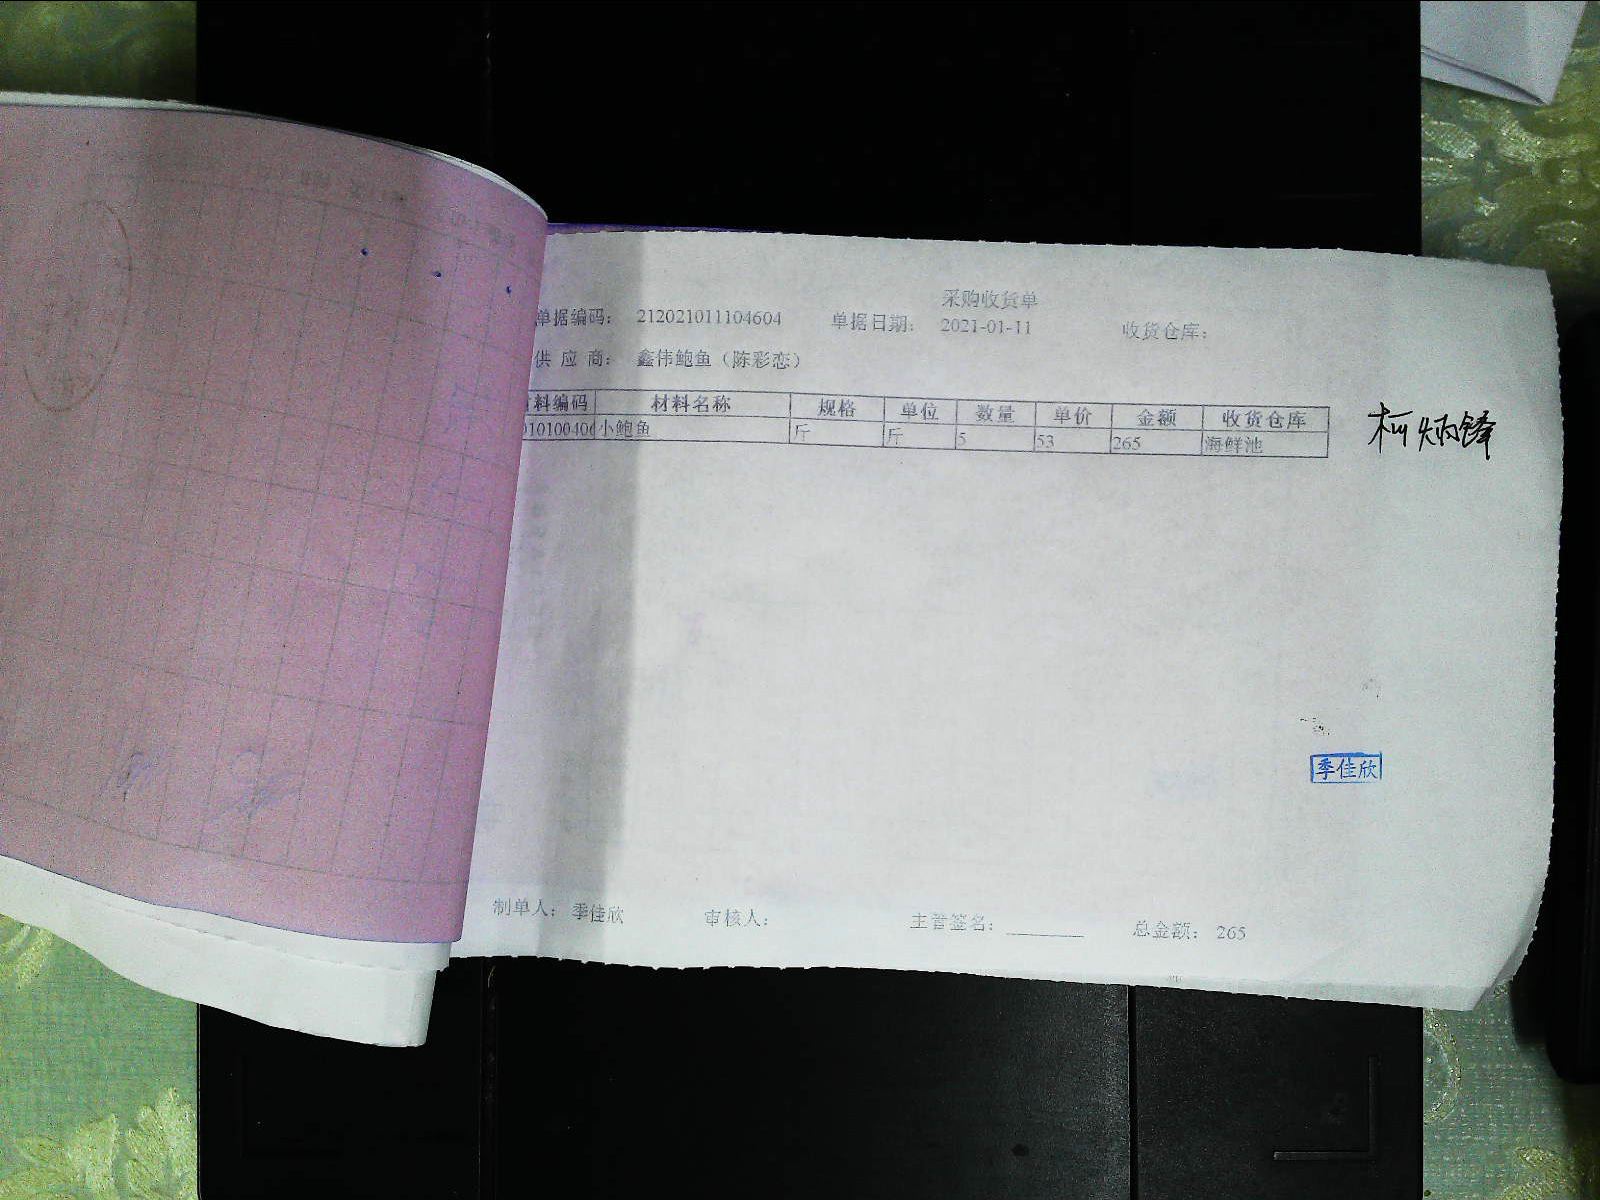 采购收货单
单据编码： 212021011104604 单据日期： 2021-01-11 收货仓库：
供 应 商： 鑫伟鲍鱼（陈彩恋）
料编码 材料名称 规格 单位 数量 单价 金额 收货仓库
01010040 小鲍鱼 斤 斤 5 53 265 海鲜池
柯炳锋
季佳欣
制单人： 季佳欣 审核人： 主管签名： 总金额： 265